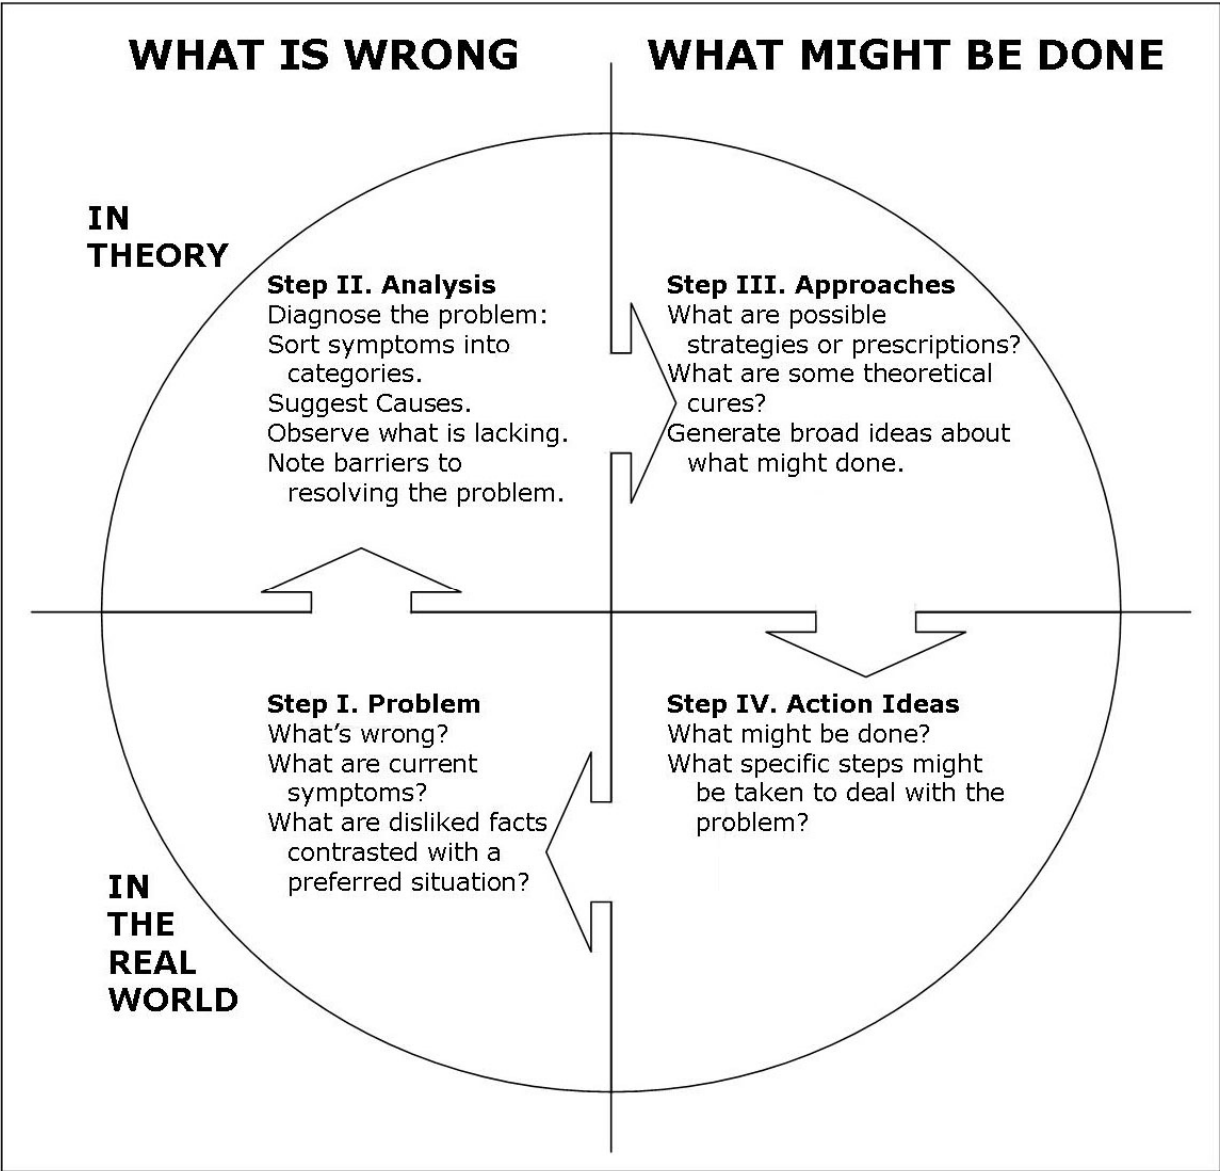 WHAT IS WRONG
WHAT MIGHT BE DONE
IN
THEORY
Step II. Analysis
Diagnose the problem:
Sort symptoms into
categories.
Suggest Causes.
Observe what is lacking.
Note barriers to
resolving the problem.
Step III. Approaches
What are possible
strategies or prescriptions?
What are some theoretical
cures?
Generate broad ideas about
what might done.
Step I. Problem
What’s wrong?
What are current
symptoms?
What are disliked facts
contrasted with a
preferred situation?
Step IV. Action Ideas
What might be done?
What specific steps might
be taken to deal with the
problem?
IN
THE
REAL
WORLD